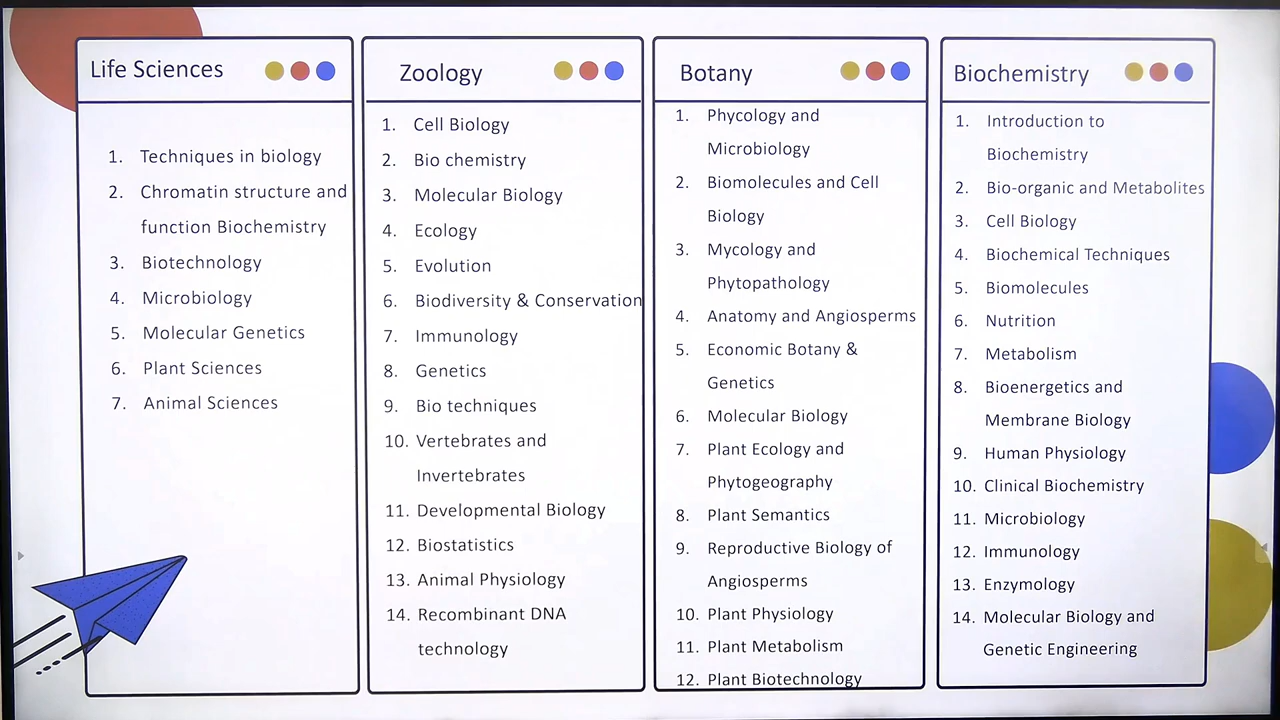 Life Sciences
1. Techniques in biology
2. Chromatin structure and
function Biochemistry
3. Biotechnology
4. Microbiology
5. Molecular Genetics
6. Plant Sciences
7. Animal Sciences
Zoology
1. Cell Biology
2. Bio chemistry
3. Molecular Biology
4. Ecology
5. Evolution
6. Biodiversity & Conservation
7. Immunology
8. Genetics
9. Bio techniques
10. Vertebrates and
Invertebrates
11. Developmental Biology
12. Biostatistics
13. Animal Physiology
14. Recombinant DNA
technology
Botany
1. Phycology and
Microbiology
2. Biomolecules and Cell
Biology
3. Mycology and
Phytopathology
4. Anatomy and Angiosperms
5. Economic Botany &
Genetics
6. Molecular Biology
7. Plant Ecology and
Phytogeography
8. Plant Semantics
9. Reproductive Biology of
Angiosperms
10. Plant Physiology
11. Plant Metabolism
12. Plant Biotechnology
Biochemistry
1. Introduction to
Biochemistry
2. Bio-organic and Metabolites
3. Cell Biology
4. Biochemical Techniques
5. Biomolecules
6. Nutrition
7. Metabolism
8. Bioenergetics and
Membrane Biology
9. Human Physiology
10. Clinical Biochemistry
11. Microbiology
12. Immunology
13. Enzymology
14. Molecular Biology and
Genetic Engineering